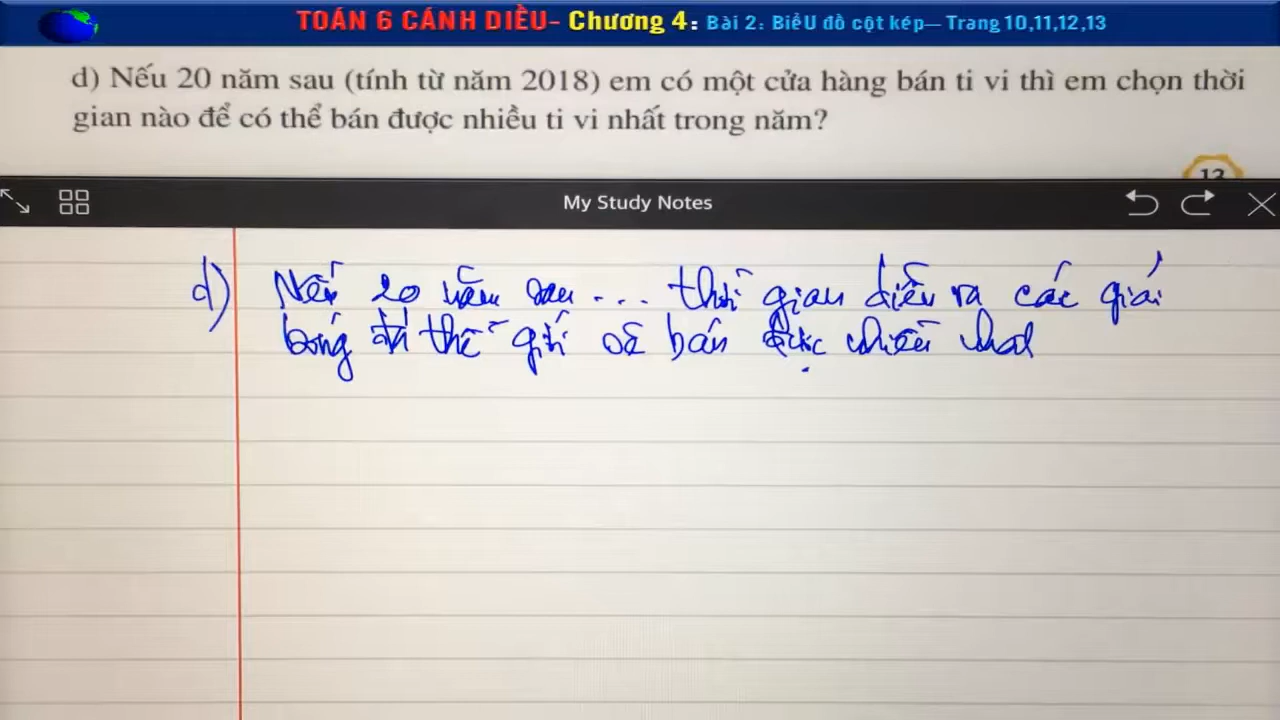 TOÁN 6 CÁNH DIỀU- Chương 4: Bài 2: BiểU đồ cột kép— Trang 10,11,12,13
d) Nếu 20 năm sau (tính từ năm 2018) em có một cửa hàng bán ti vi thì em chọn thời
gian nào để có thể bán được nhiều ti vi nhất trong năm?
My Study Notes
d) Nếu 20 năm sau ... thời gian diễn ra các giải
bóng đá thế giới sẽ bán được nhiều nhất